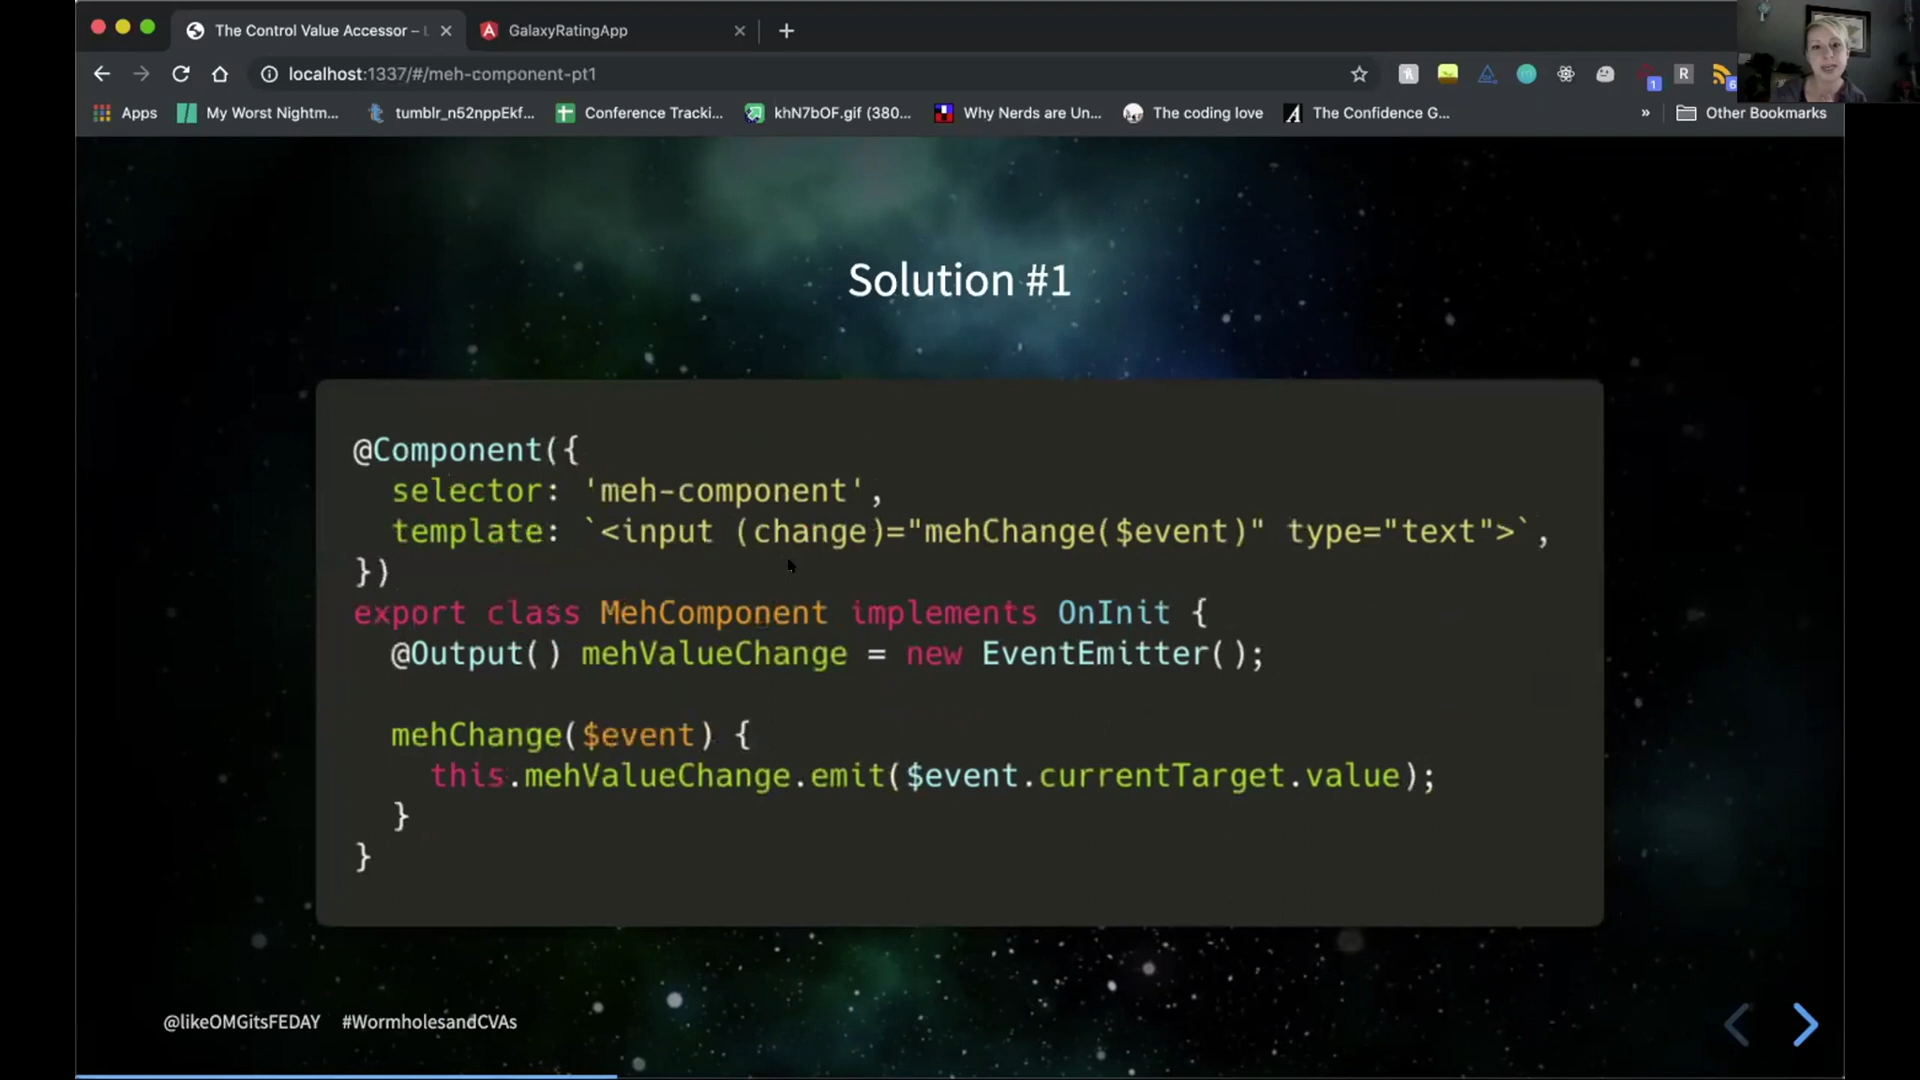 The Control Value Accessor – L
GalaxyRatingApp
localhost:1337/#/meh-component-pt1
R
1
6
Apps
My Worst Nightm...
tumblr_n52nppEkf...
Conference Tracki...
khN7bOF.gif (380...
Why Nerds are Un...
The coding love
The Confidence G...
»
Other Bookmarks
Solution #1
@Component({
  selector: 'meh-component',
  template: `<input (change)="mehChange($event)" type="text">`,
})
export class MehComponent implements OnInit {
  @Output() mehValueChange = new EventEmitter();
  mehChange($event) {
    this.mehValueChange.emit($event.currentTarget.value);
  }
}
@likeOMGitsFEDAY #WormholesandCVAs